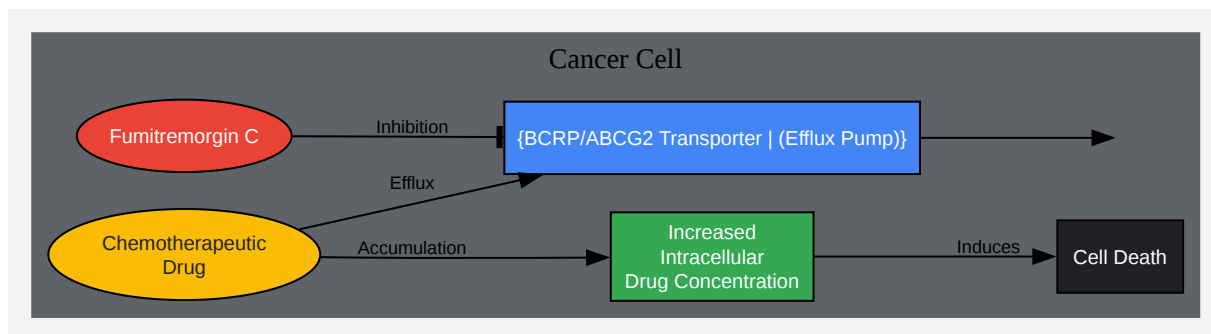 Cancer Cell
Fumitremorgin C
Inhibition
{BCRP/ABCG2 Transporter | (Efflux Pump)}
Efflux
Chemotherapeutic
Drug
Accumulation
Increased
Intracellular
Drug Concentration
Induces
Cell Death